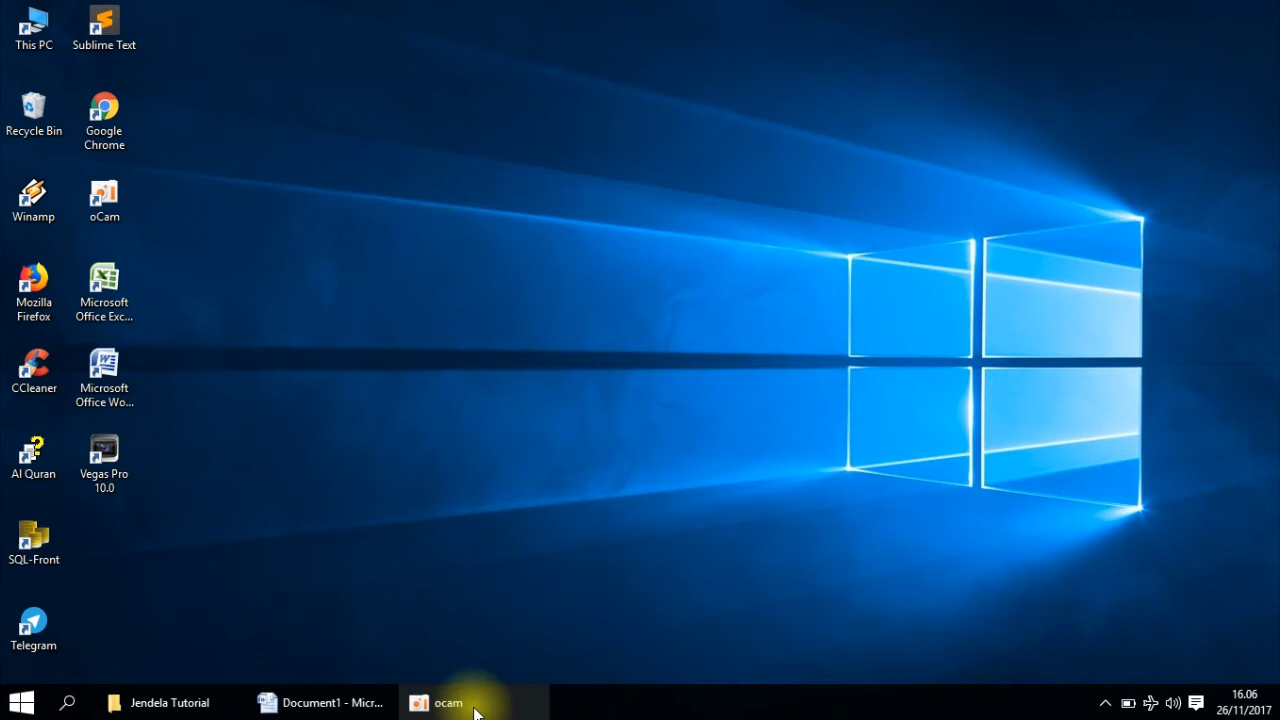 This PC
Sublime Text
Recycle Bin
Google
Chrome
Winamp
oCam
Mozilla
Firefox
Microsoft
Office Exc...
CCleaner
Microsoft
Office Wo...
Al Quran
Vegas Pro
10.0
SQL-Front
Telegram
Jendela Tutorial
Document1 - Micr...
ocam
16.06
26/11/2017